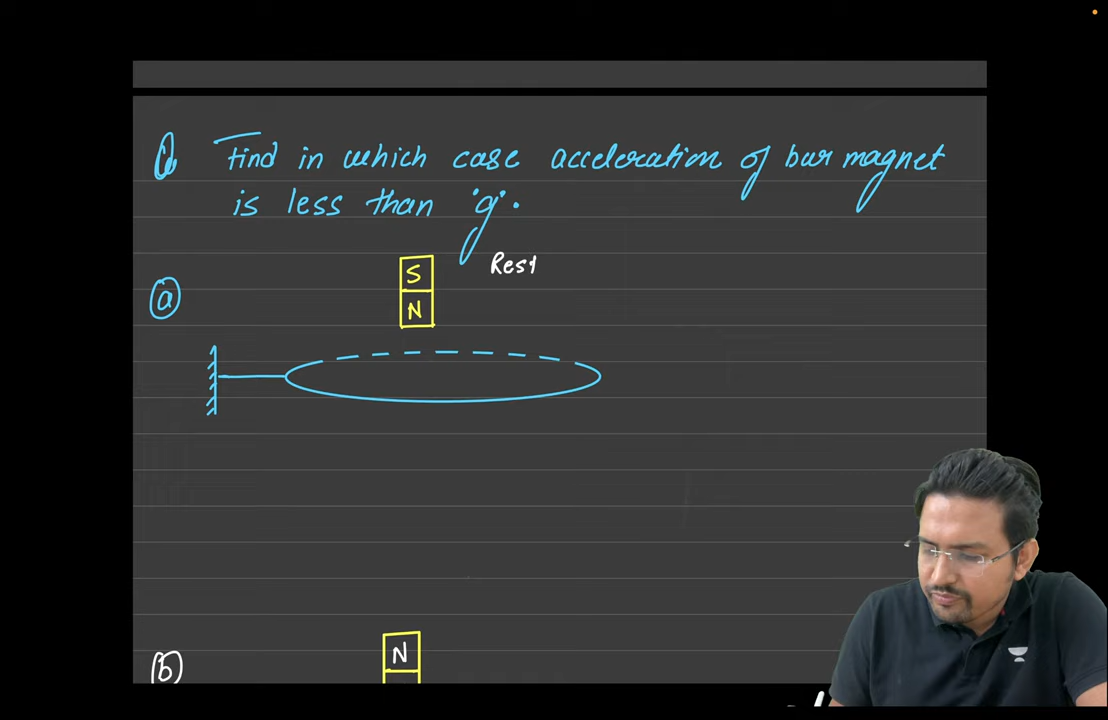 Q Find in which case acceleration of bar magnet
is less than 'g'.
S
Rest
N
(a)
(b)
N